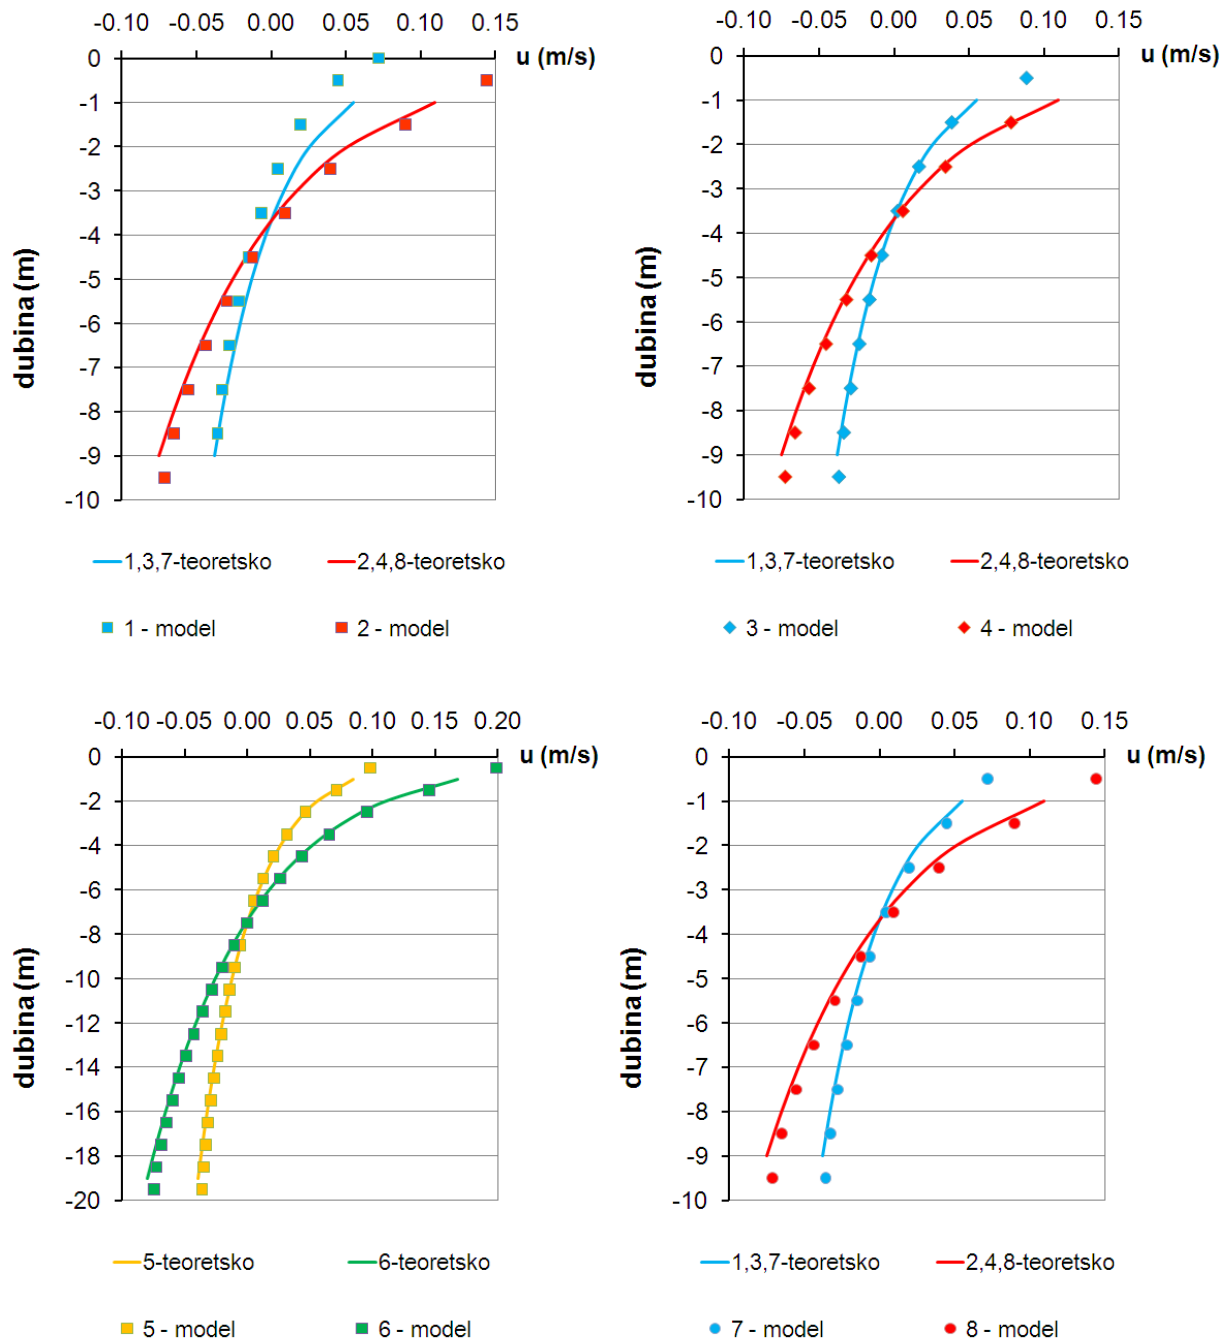 -0.10 -0.05 0.00 0.05 0.10 0.15
u (m/s)
0
-1
-2
-3
-4
-5
-6
-7
-8
-9
-10
dubina (m)
1,3,7-teoretsko 2,4,8-teoretsko
1 - model 2 - model
-0.10 -0.05 0.00 0.05 0.10 0.15
u (m/s)
0
-1
-2
-3
-4
-5
-6
-7
-8
-9
-10
dubina (m)
1,3,7-teoretsko 2,4,8-teoretsko
3 - model 4 - model
-0.10 -0.05 0.00 0.05 0.10 0.15 0.20
u (m/s)
0
-2
-4
-6
-8
-10
-12
-14
-16
-18
-20
dubina (m)
5-teoretsko 6-teoretsko
5 - model 6 - model
-0.10 -0.05 0.00 0.05 0.10 0.15
u (m/s)
0
-1
-2
-3
-4
-5
-6
-7
-8
-9
-10
dubina (m)
1,3,7-teoretsko 2,4,8-teoretsko
7 - model 8 - model